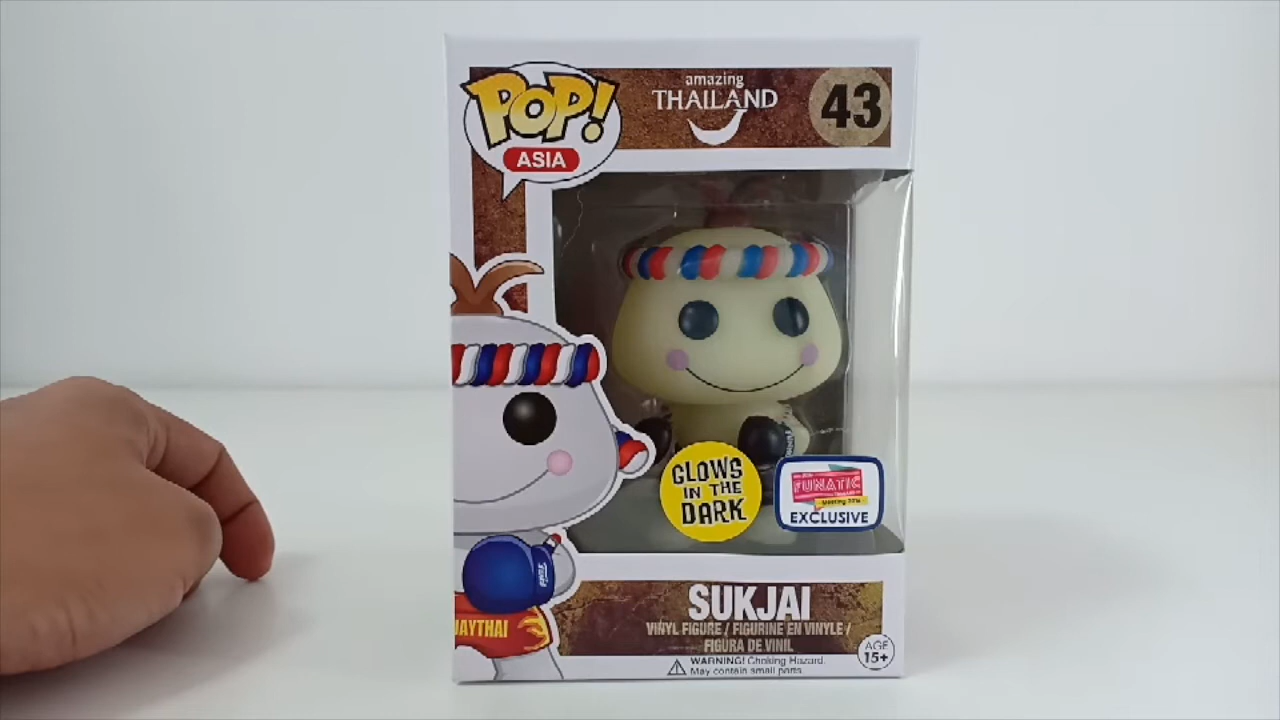 POP!
ASIA
amazing
THAILAND
43
GLOWS
IN THE
DARK
FUNATIC
EXCLUSIVE
UAYTHAI
SUKJAI
VINYL FIGURE / FIGURINE EN VINYLE /
FIGURA DE VINIL
AGE
15+
WARNING! Choking Hazard.
May contain small parts.